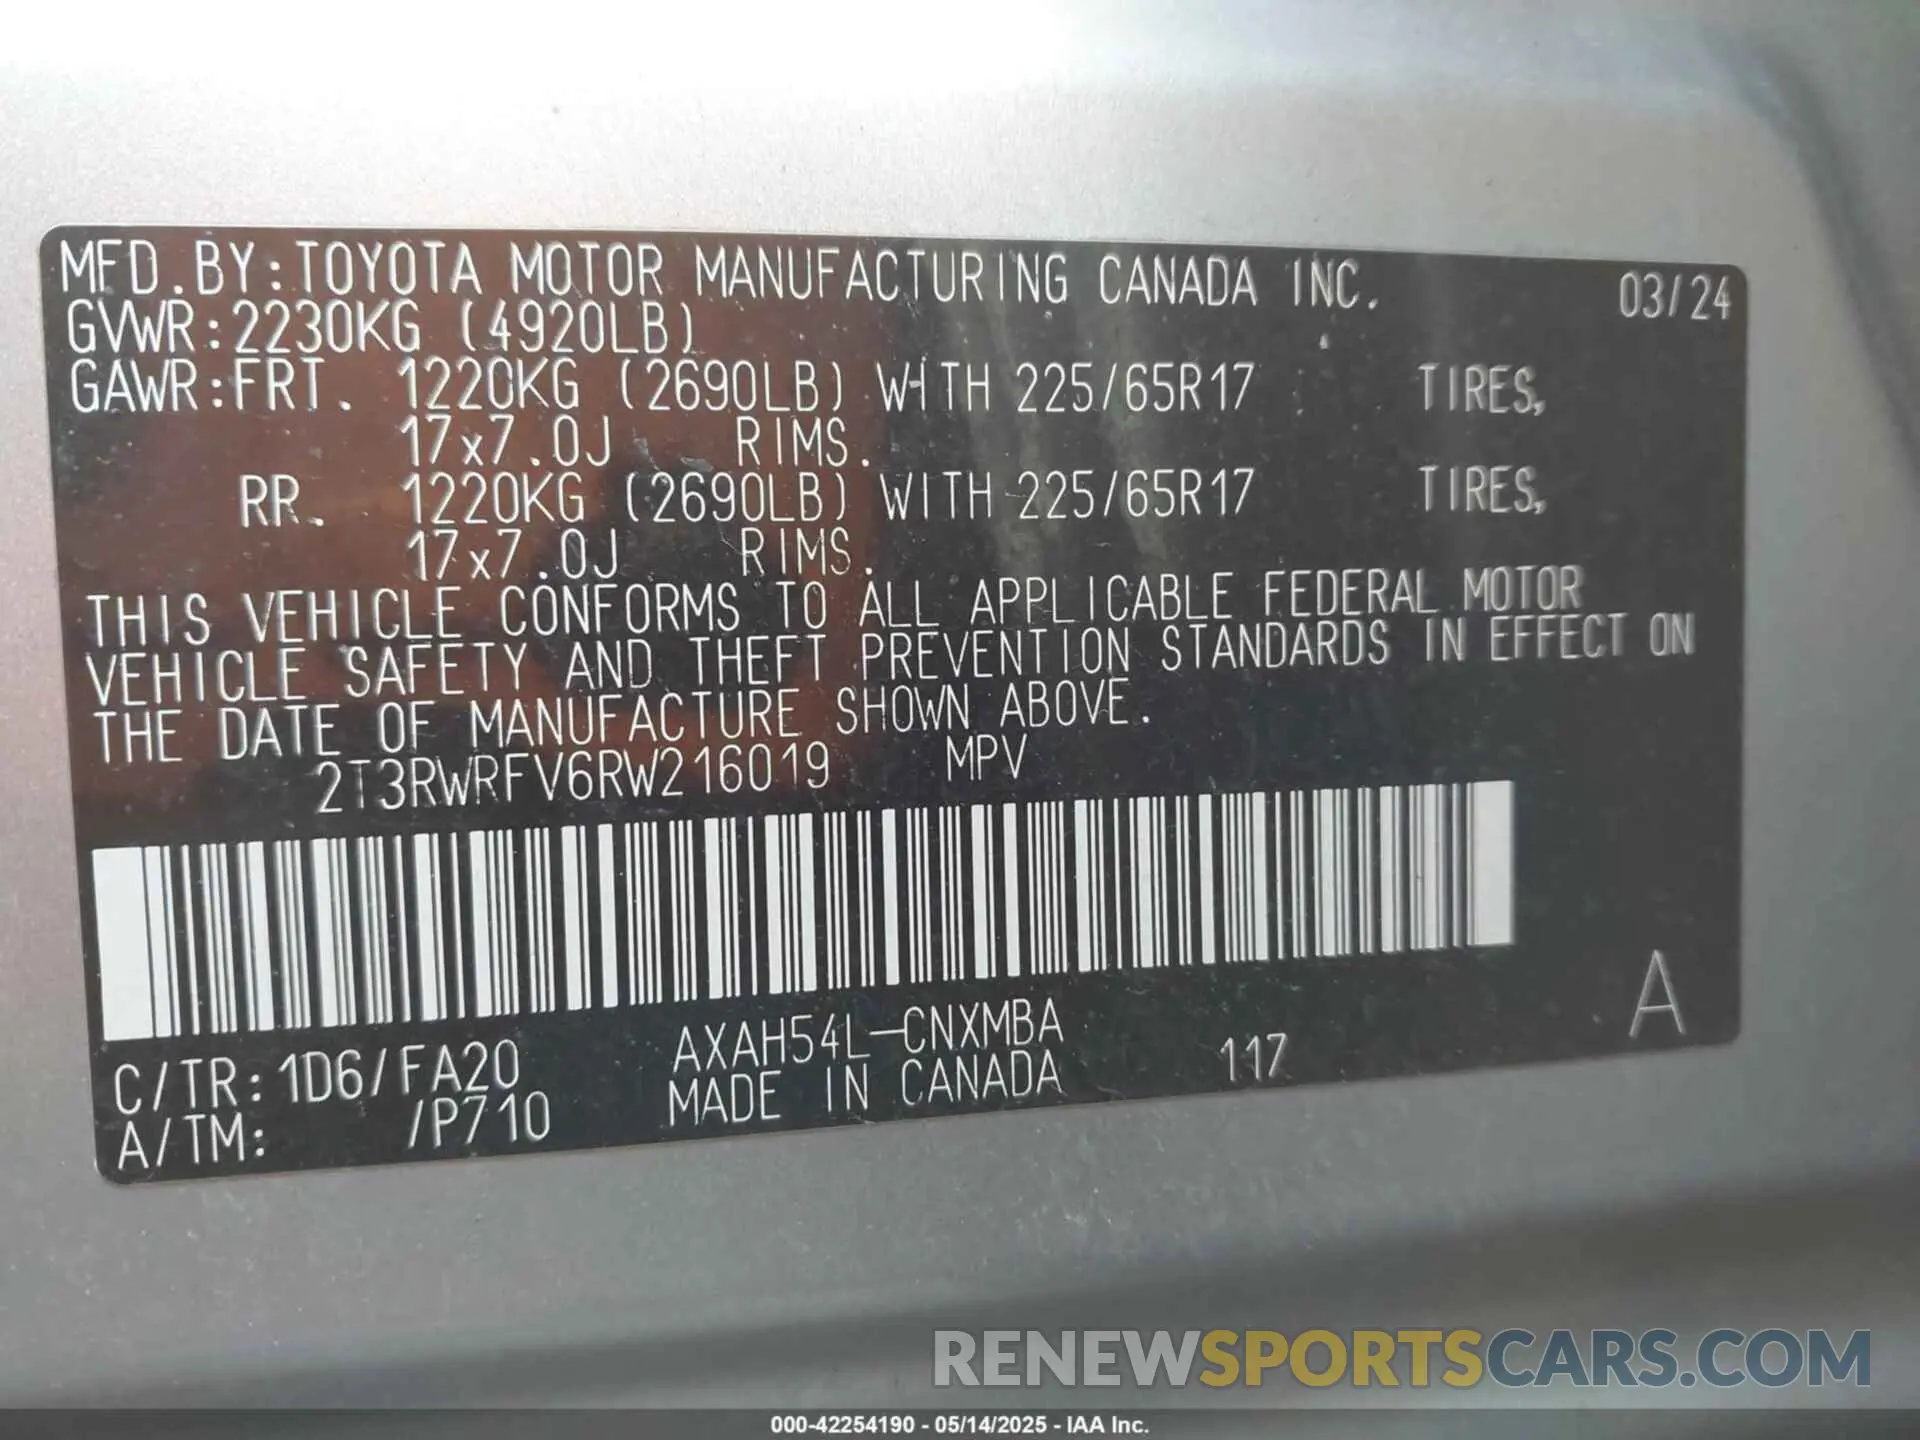 MFD.BY:TOYOTA MOTOR MANUFACTURING CANADA INC. 03/24
GVWR:2230KG (4920LB)
GAWR:FRT. 1220KG (2690LB) WITH 225/65R17 TIRES,
17x7.0J RIMS.
RR. 1220KG (2690LB) WITH 225/65R17 TIRES,
17x7.0J RIMS.
THIS VEHICLE CONFORMS TO ALL APPLICABLE FEDERAL MOTOR
VEHICLE SAFETY AND THEFT PREVENTION STANDARDS IN EFFECT ON
THE DATE OF MANUFACTURE SHOWN ABOVE.
2T3RWRFV6RW216019 MPV
A
C/TR:1D6/FA20 AXAH54L-CNXMBA
A/TM: /P710 MADE IN CANADA 117
RENEWSPORTSCARS.COM
000-42254190 - 05/14/2025 - IAA Inc.